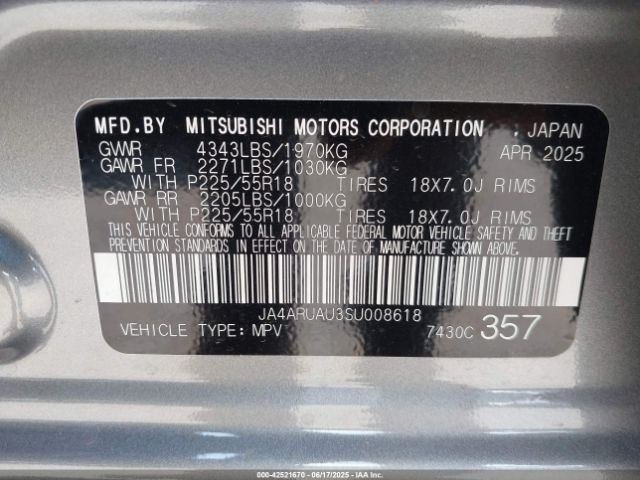 MFD.BY MITSUBISHI MOTORS CORPORATION : JAPAN
GVWR 4343LBS/1970KG APR 2025
GAWR FR 2271LBS/1030KG
WITH P225/55R18 TIRES 18X7.0J RIMS
GAWR RR 2205LBS/1000KG
WITH P225/55R18 TIRES 18X7.0J RIMS
THIS VEHICLE CONFORMS TO ALL APPLICABLE FEDERAL MOTOR VEHICLE SAFETY AND THEFT
PREVENTION STANDARDS IN EFFECT ON THE DATE OF MANUFACTURE SHOWN ABOVE.
JA4ARUAU3SU008618
VEHICLE TYPE: MPV 7430C 357
000-42521670 - 06/17/2025 - IAAI.com